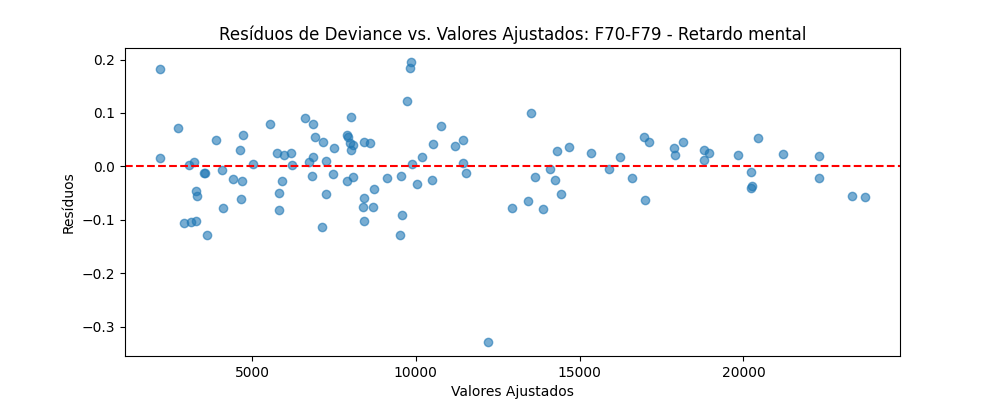 Resíduos de Deviance vs. Valores Ajustados: F70-F79 - Retardo mental
0.2
0.1
0.0
−0.1
−0.2
−0.3
Resíduos
5000 10000 15000 20000
Valores Ajustados